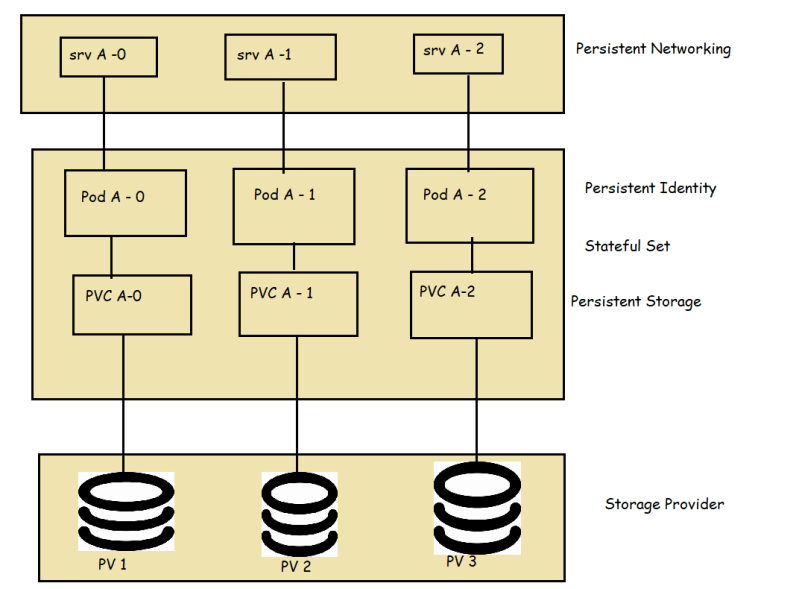 srv A -0
srv A -1
srv A - 2
Persistent Networking
Pod A - 0
Pod A - 1
Pod A - 2
Persistent Identity
Stateful Set
PVC A-0
PVC A - 1
PVC A-2
Persistent Storage
Storage Provider
PV 1
PV 2
PV 3